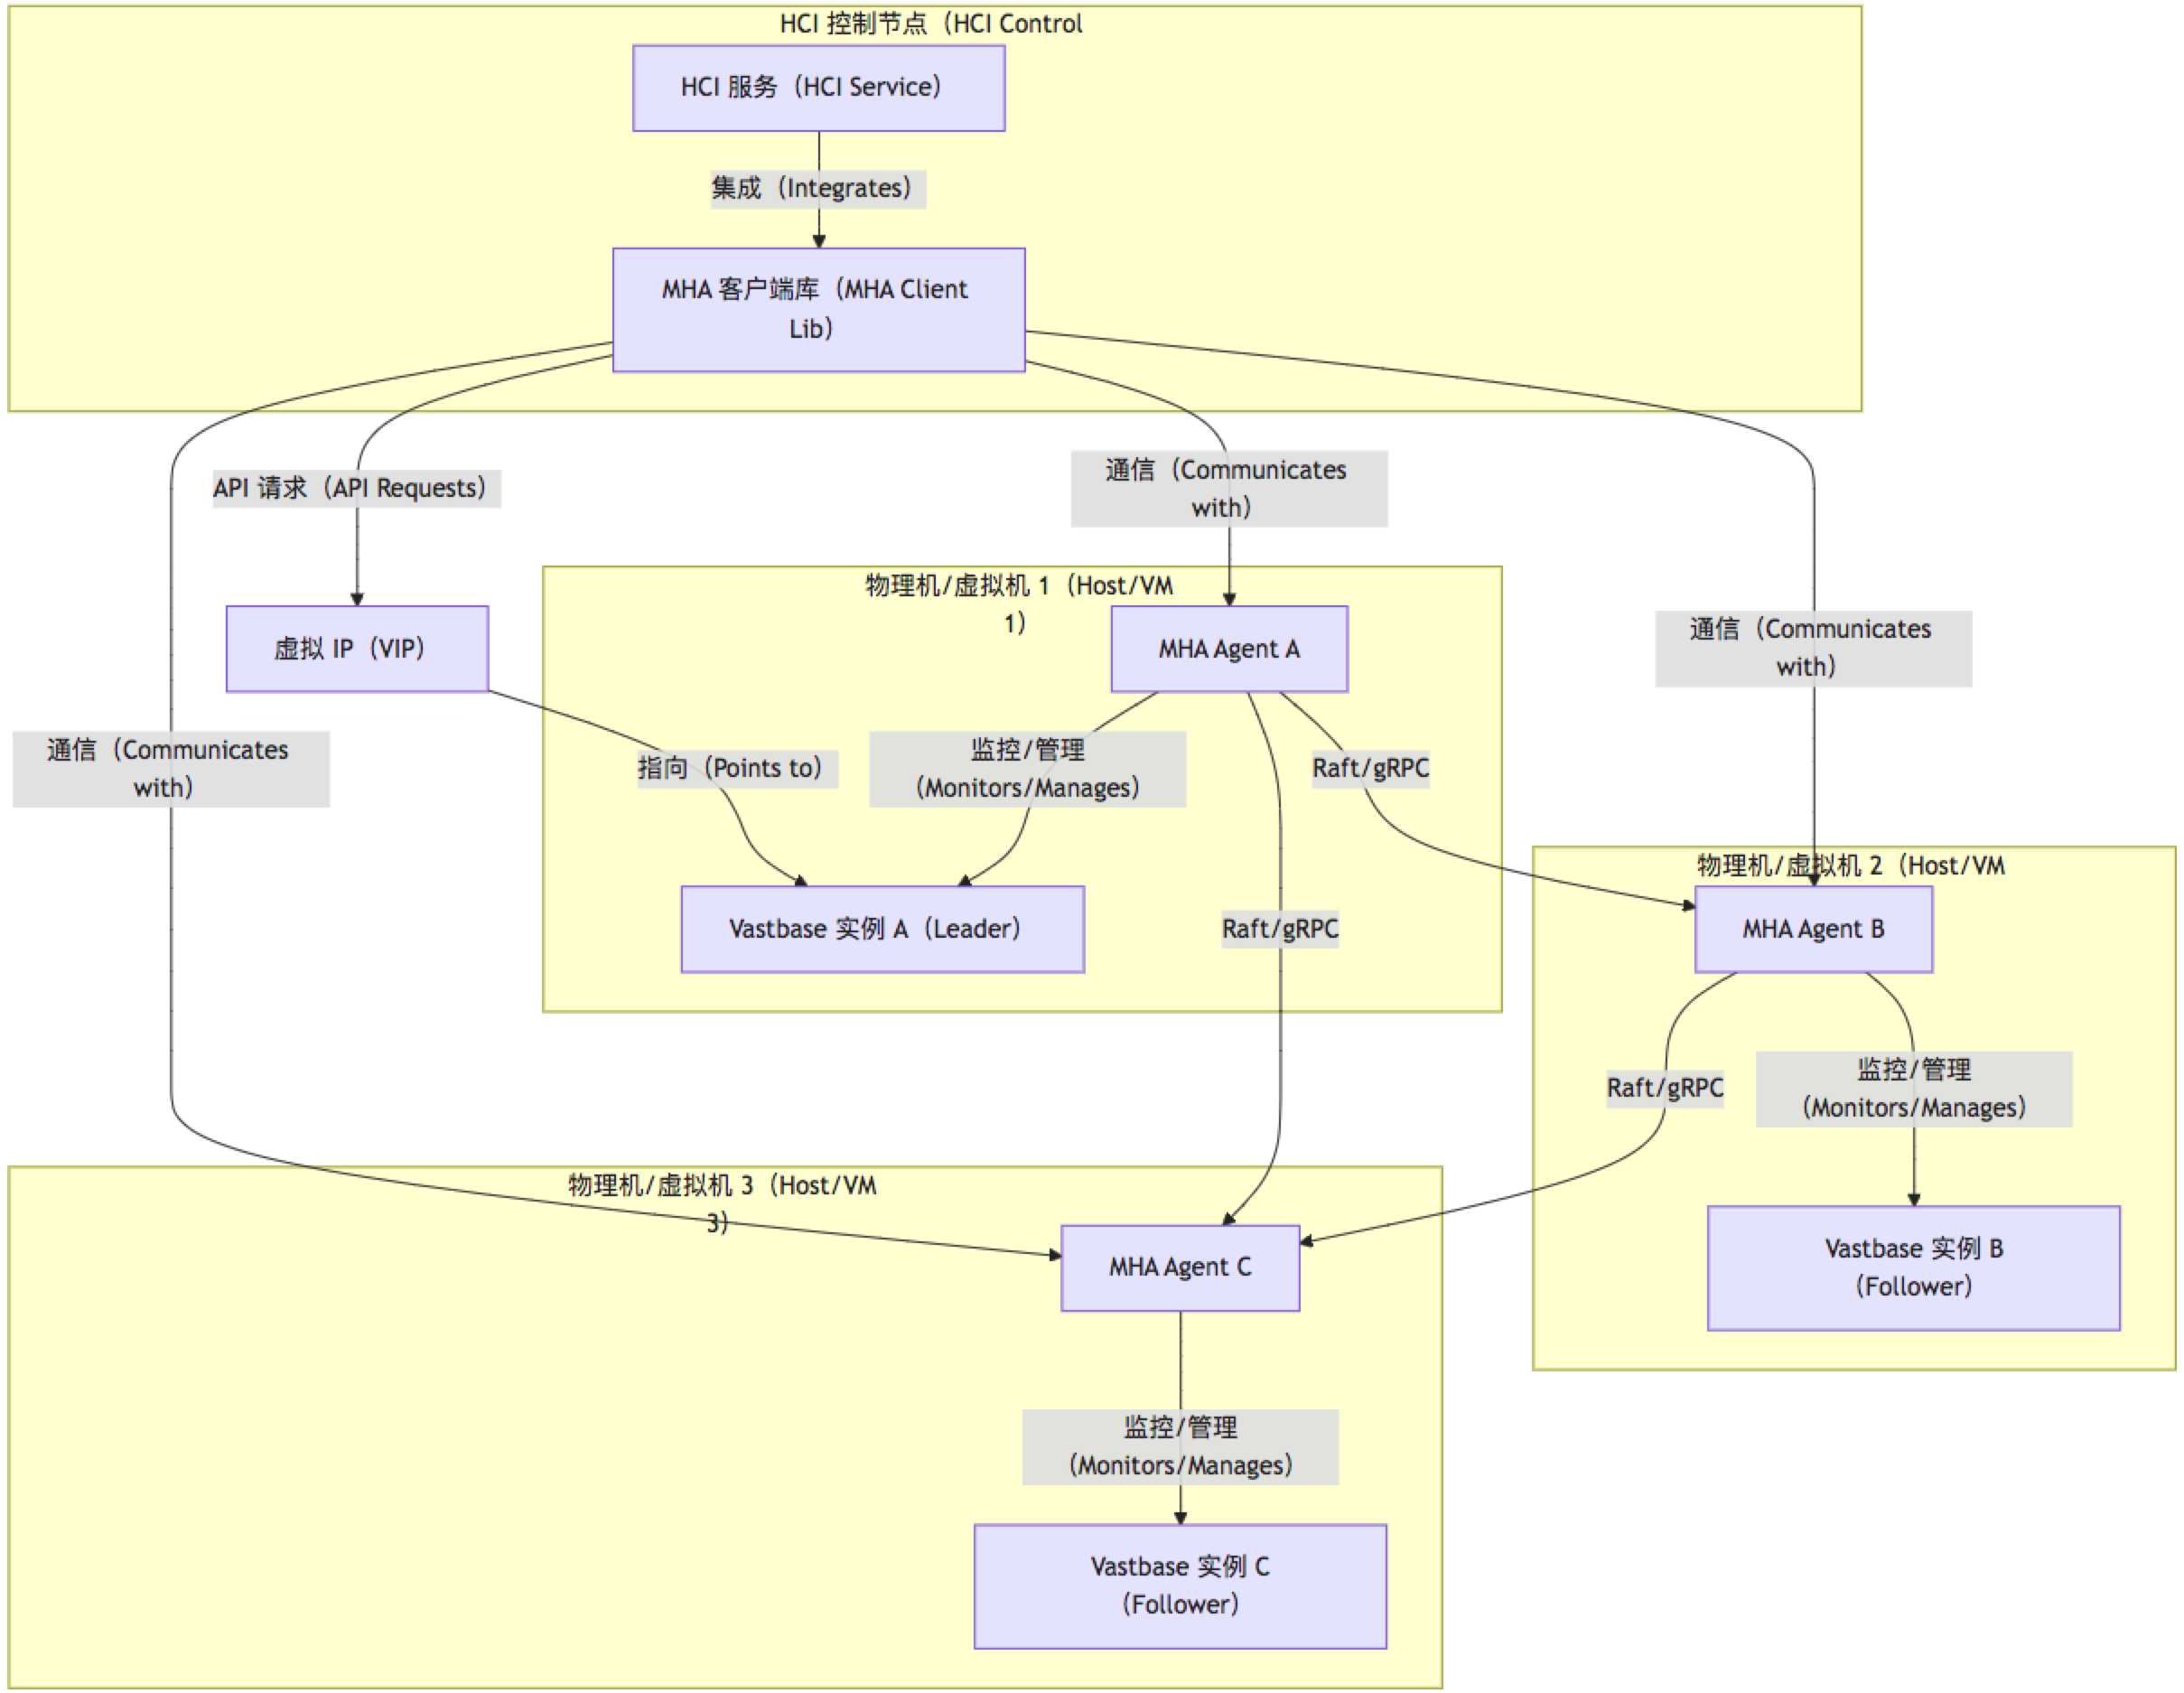 HCI 控制节点（HCI Control
HCI 服务（HCI Service）
集成（Integrates）
MHA 客户端库（MHA Client
Lib）
API 请求（API Requests）
通信（Communicates
with）
物理机/虚拟机 1（Host/VM
1）
虚拟 IP（VIP）
MHA Agent A
通信（Communicates
with）
通信（Communicates
with）
指向（Points to）
监控/管理
（Monitors/Manages）
Raft/gRPC
物理机/虚拟机 2（Host/VM
Vastbase 实例 A（Leader）
Raft/gRPC
MHA Agent B
Raft/gRPC
监控/管理
（Monitors/Manages）
物理机/虚拟机 3（Host/VM
3）
MHA Agent C
Vastbase 实例 B
（Follower）
监控/管理
（Monitors/Manages）
Vastbase 实例 C
（Follower）